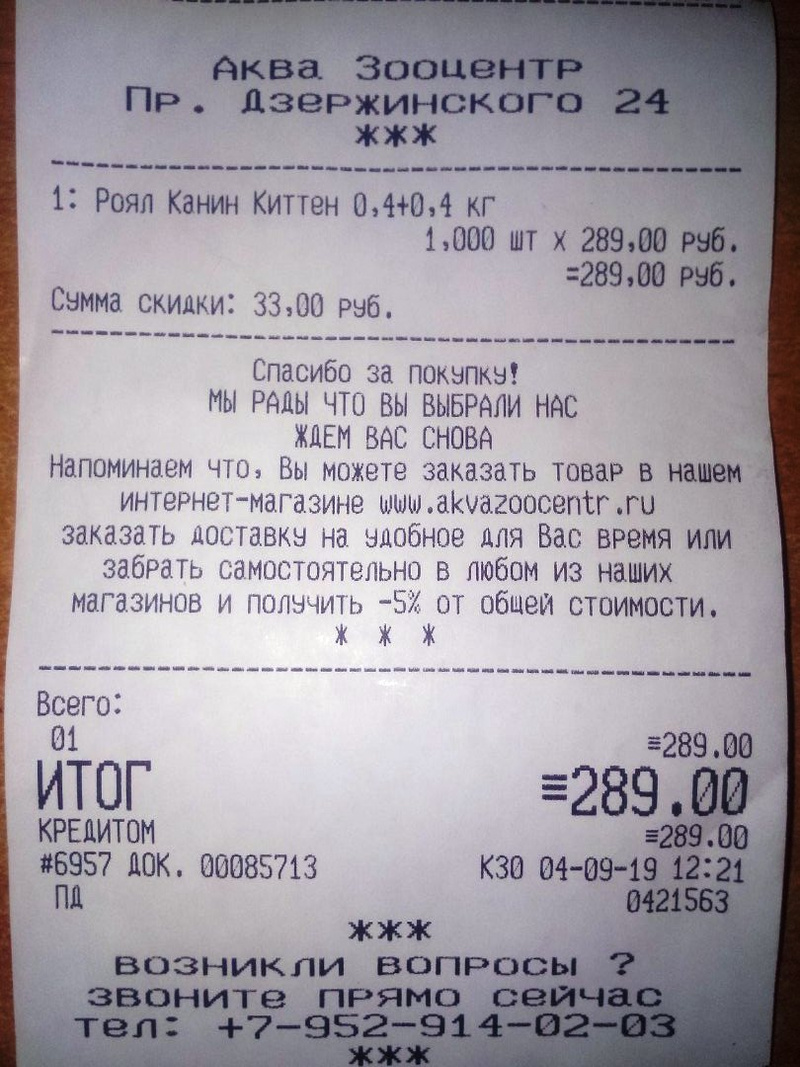 Аква Зооцентр
Пр. Дзержинского 24
***
1: Роял Канин Киттен 0,4+0,4 кг
1,000 шт х 289,00 руб.
=289,00 руб.
Сумма скидки: 33,00 руб.
Спасибо за покупку!
МЫ РАДЫ ЧТО ВЫ ВЫБРАЛИ НАС
ЖДЕМ ВАС СНОВА
Напоминаем что, Вы можете заказать товар в нашем
интернет-магазине www.akvazoocentr.ru
заказать доставку на удобное для Вас время или
забрать самостоятельно в любом из наших
магазинов и получить -5% от общей стоимости.
* * *
Всего:
01 ≡289.00
ИТОГ ≡289.00
КРЕДИТОМ ≡289.00
#6957 ДОК. 00085713 К30 04-09-19 12:21
ПД 0421563
***
ВОЗНИКЛИ ВОПРОСЫ ?
ЗВОНИТЕ ПРЯМО СЕЙЧАС
тел: +7-952-914-02-03
***